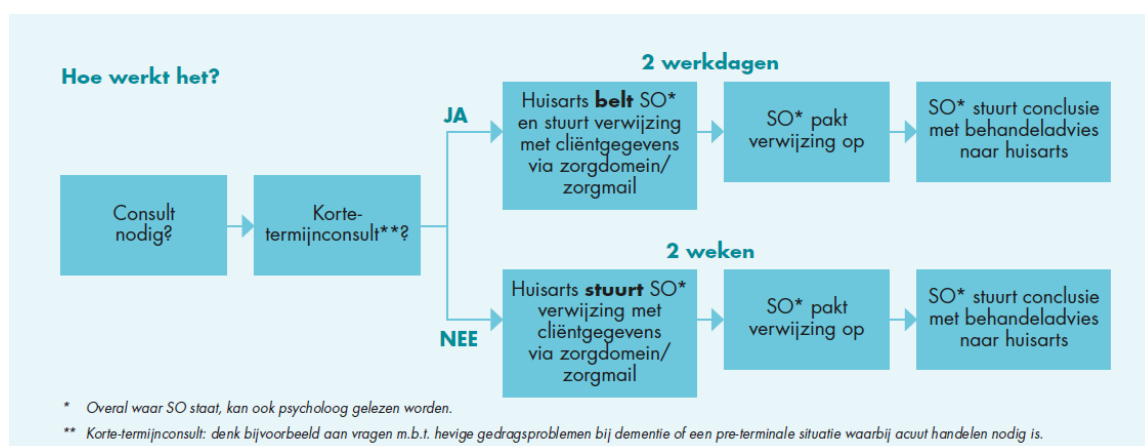 Hoe werkt het?
Consult
nodig?
Korte-
termijnconsult**?
JA
2 werkdagen
Huisarts belt SO*
en stuurt verwijzing
met cliëntgegevens
via zorgdomein/
zorgmail
SO* pakt
verwijzing op
SO* stuurt conclusie
met behandeladvies
naar huisarts
NEE
2 weken
Huisarts stuurt SO*
verwijzing met
cliëntgegevens
via zorgdomein/
zorgmail
SO* pakt
verwijzing op
SO* stuurt conclusie
met behandeladvies
naar huisarts
* Overal waar SO staat, kan ook psycholoog gelezen worden.
** Korte-termijnconsult: denk bijvoorbeeld aan vragen m.b.t. hevige gedragsproblemen bij dementie of een pre-terminale situatie waarbij acuut handelen nodig is.